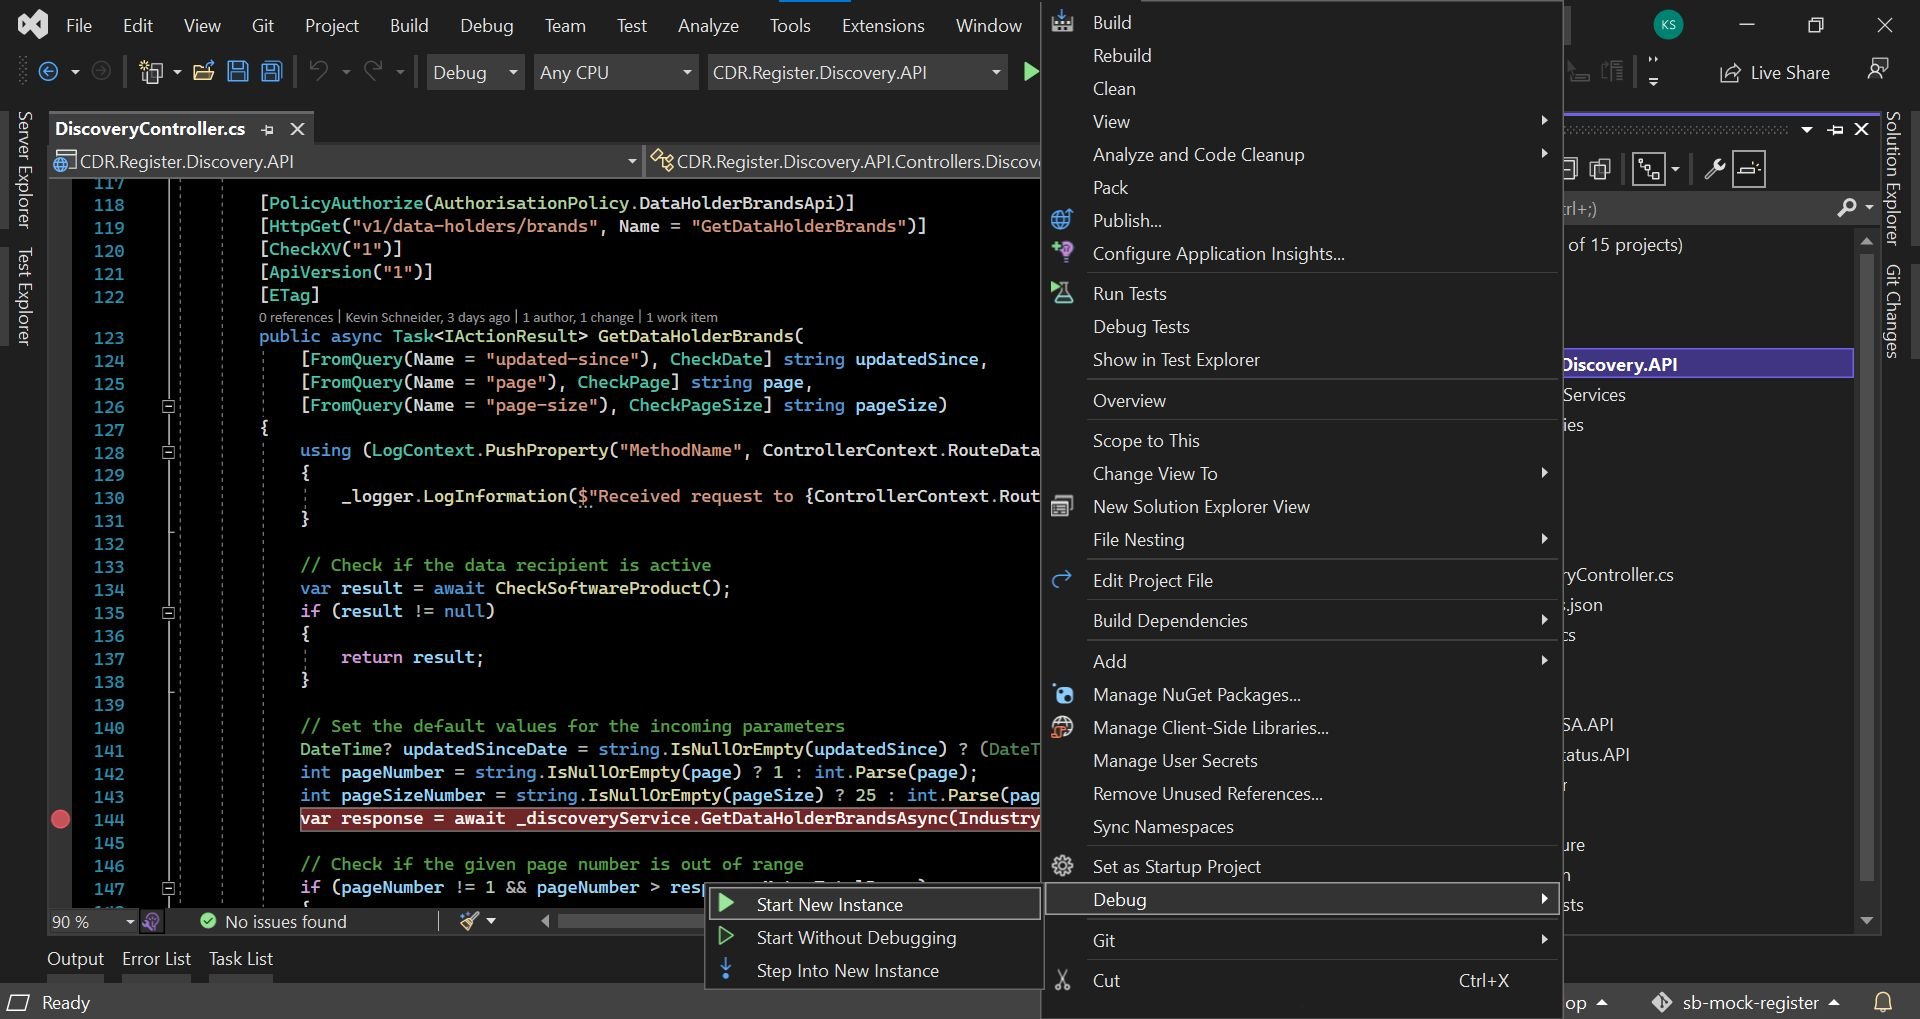 File Edit View Git Project Build Debug Team Test Analyze Tools Extensions Window
KS
Debug Any CPU CDR.Register.Discovery.API
Live Share
Server Explorer
Test Explorer
DiscoveryController.cs
CDR.Register.Discovery.API CDR.Register.Discovery.API.Controllers.Discov
117
118 [PolicyAuthorize(AuthorisationPolicy.DataHolderBrandsApi)]
119 [HttpGet("v1/data-holders/brands", Name = "GetDataHolderBrands")]
120 [CheckXV("1")]
121 [ApiVersion("1")]
122 [ETag]
0 references | Kevin Schneider, 3 days ago | 1 author, 1 change | 1 work item
123 public async Task<IActionResult> GetDataHolderBrands(
124 [FromQuery(Name = "updated-since"), CheckDate] string updatedSince,
125 [FromQuery(Name = "page"), CheckPage] string page,
126 [FromQuery(Name = "page-size"), CheckPageSize] string pageSize)
127 {
128 using (LogContext.PushProperty("MethodName", ControllerContext.RouteData
129 {
130 _logger.LogInformation($"Received request to {ControllerContext.Rout
131 }
132
133 // Check if the data recipient is active
134 var result = await CheckSoftwareProduct();
135 if (result != null)
136 {
137 return result;
138 }
139
140 // Set the default values for the incoming parameters
141 DateTime? updatedSinceDate = string.IsNullOrEmpty(updatedSince) ? (DateT
142 int pageNumber = string.IsNullOrEmpty(page) ? 1 : int.Parse(page);
143 int pageSizeNumber = string.IsNullOrEmpty(pageSize) ? 25 : int.Parse(pag
144 var response = await _discoveryService.GetDataHolderBrandsAsync(Industry
145
146 // Check if the given page number is out of range
147 if (pageNumber != 1 && pageNumber > res
90 % No issues found
Output Error List Task List
Ready
Start New Instance
Start Without Debugging
Step Into New Instance
Build
Rebuild
Clean
View
Analyze and Code Cleanup
Pack
Publish...
Configure Application Insights...
Run Tests
Debug Tests
Show in Test Explorer
Overview
Scope to This
Change View To
New Solution Explorer View
File Nesting
Edit Project File
Build Dependencies
Add
Manage NuGet Packages...
Manage Client-Side Libraries...
Manage User Secrets
Remove Unused References...
Sync Namespaces
Set as Startup Project
Debug
Git
Cut Ctrl+X
rl+;)
of 15 projects)
Discovery.API
Services
ies
ryController.cs
s.json
cs
SA.API
tatus.API
r
ure
n
sts
Solution Explorer
Git Changes
op sb-mock-register